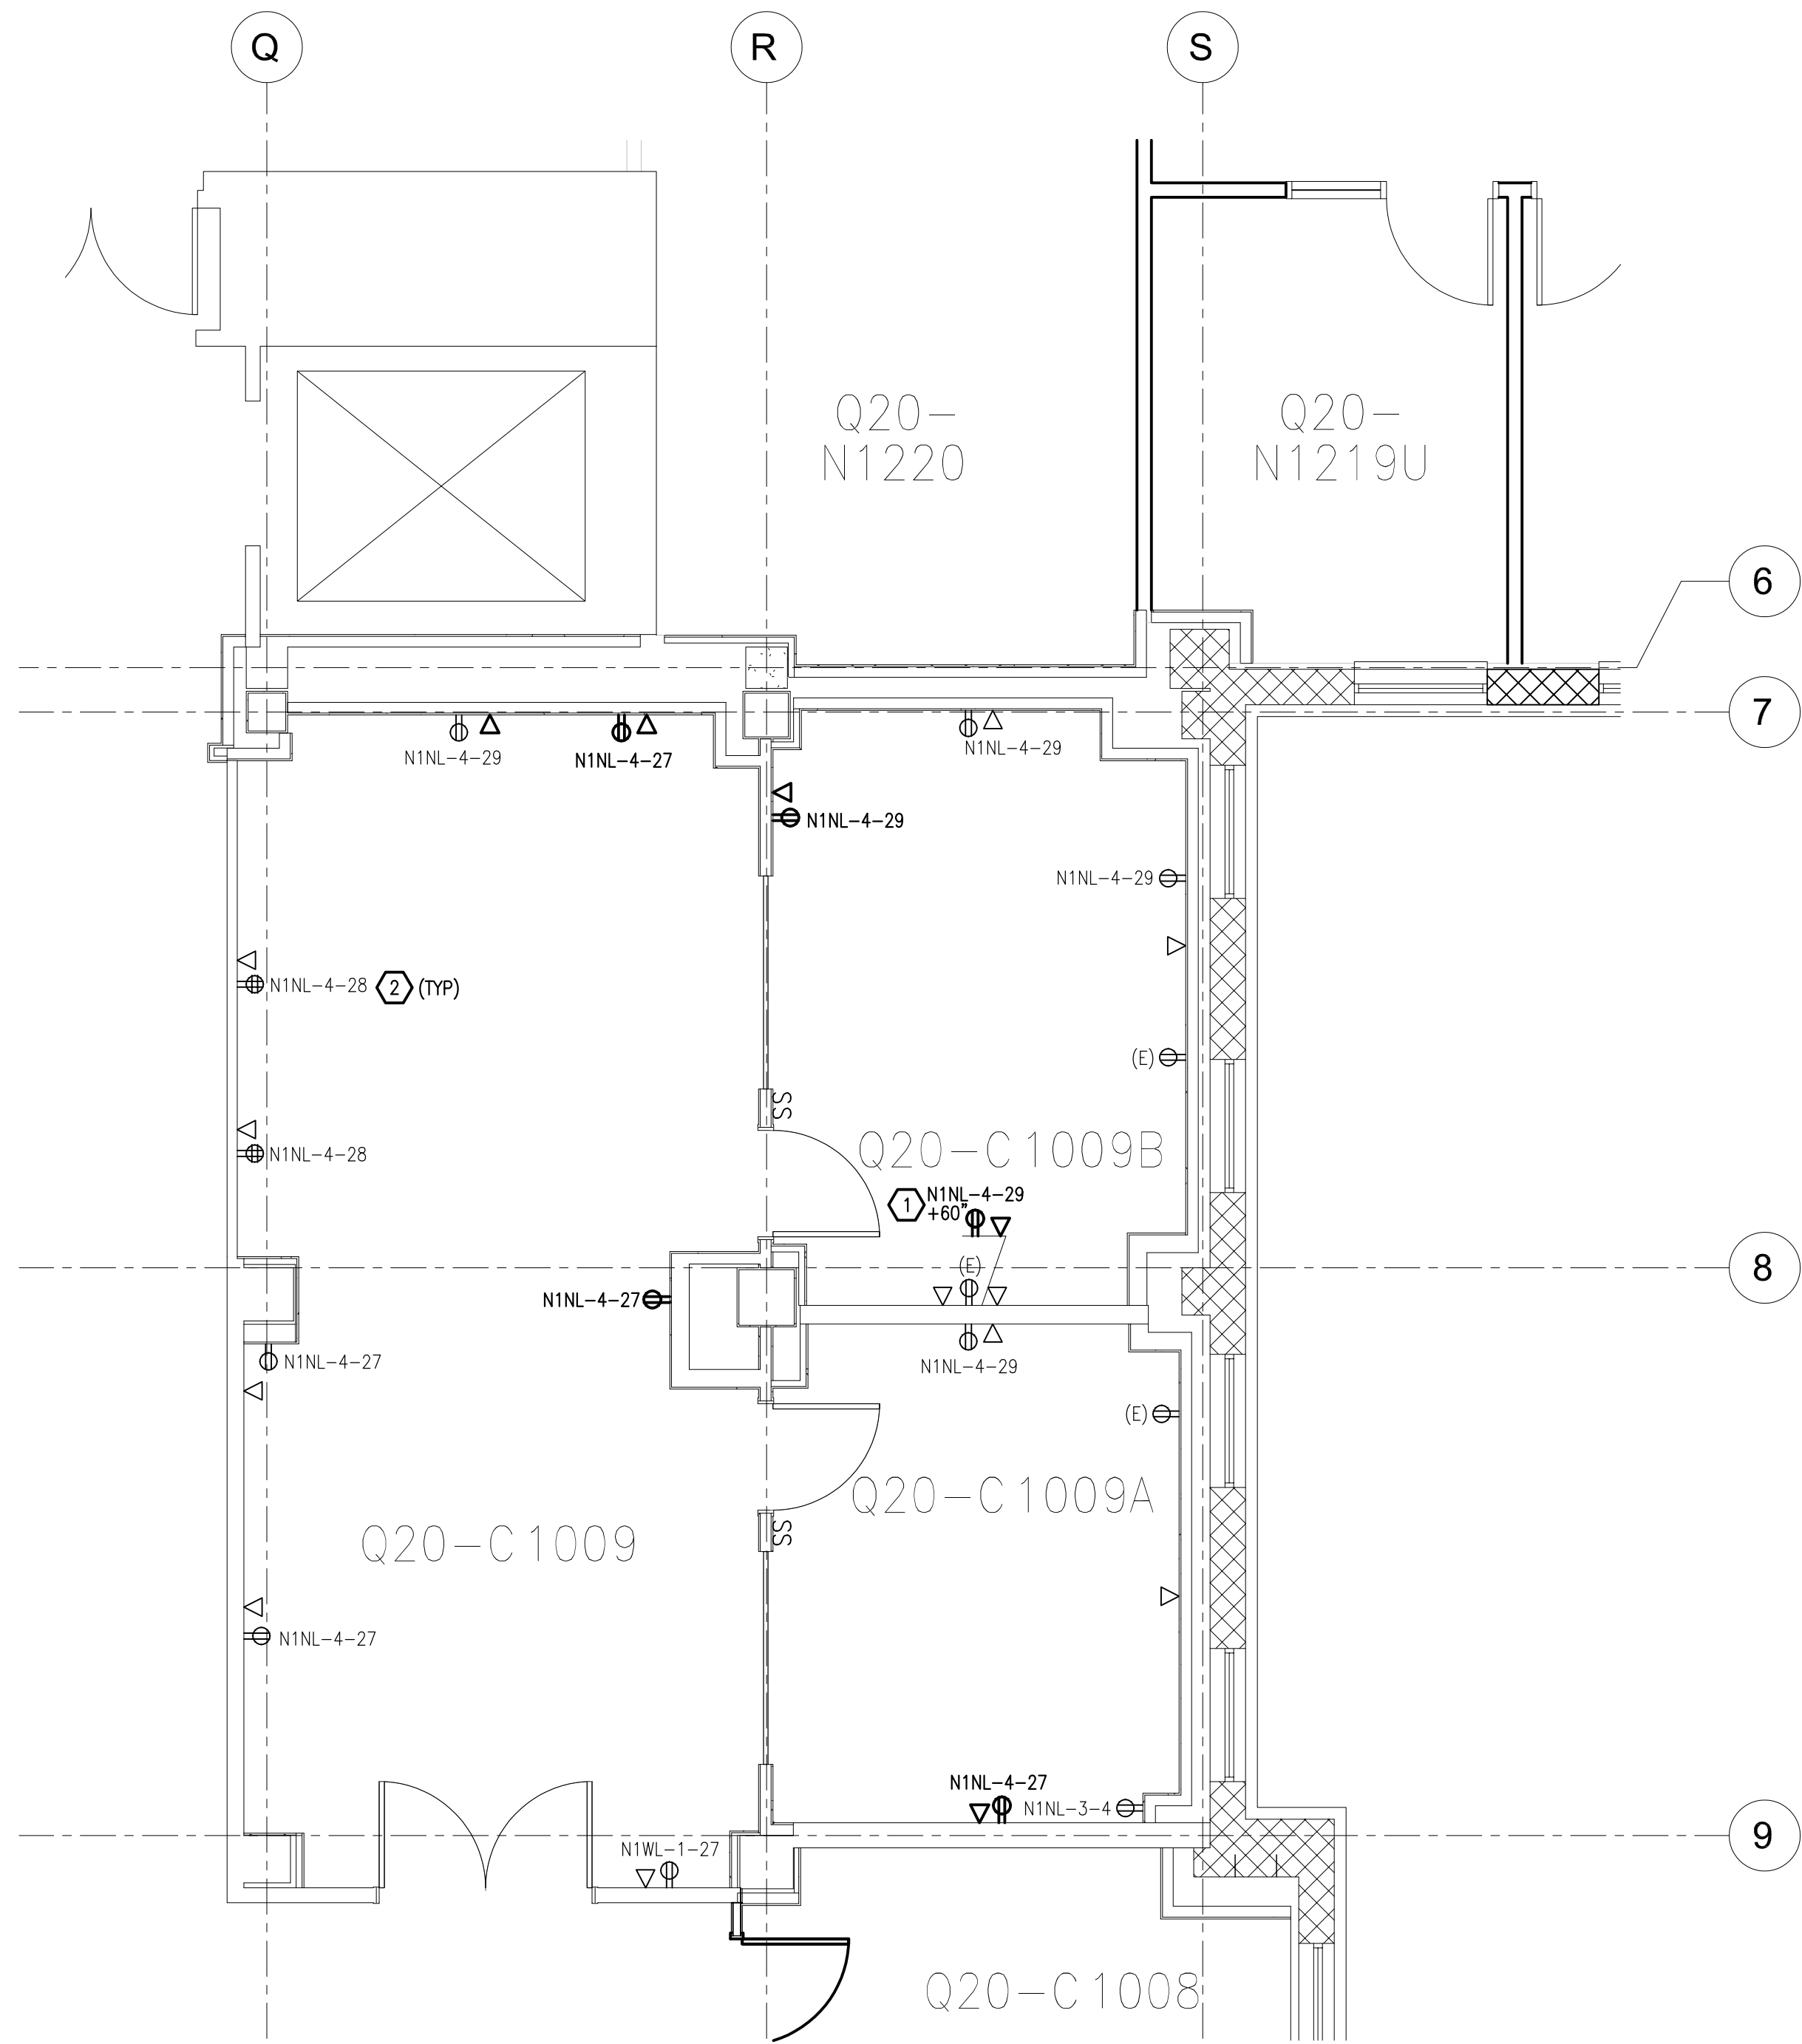 Q
R
S
Q20-
N1220
Q20-
N1219U
6
7
N1NL-4-29
N1NL-4-27
N1NL-4-29
N1NL-4-29
N1NL-4-29
N1NL-4-28 2 (TYP)
(E)
SS
N1NL-4-28
Q20-C1009B
1 N1NL-4-29
+60"
(E)
8
N1NL-4-27
N1NL-4-27
N1NL-4-29
(E)
Q20-C1009A
SS
Q20-C1009
N1NL-4-27
N1NL-4-27
N1NL-3-4
9
N1WL-1-27
Q20-C1008